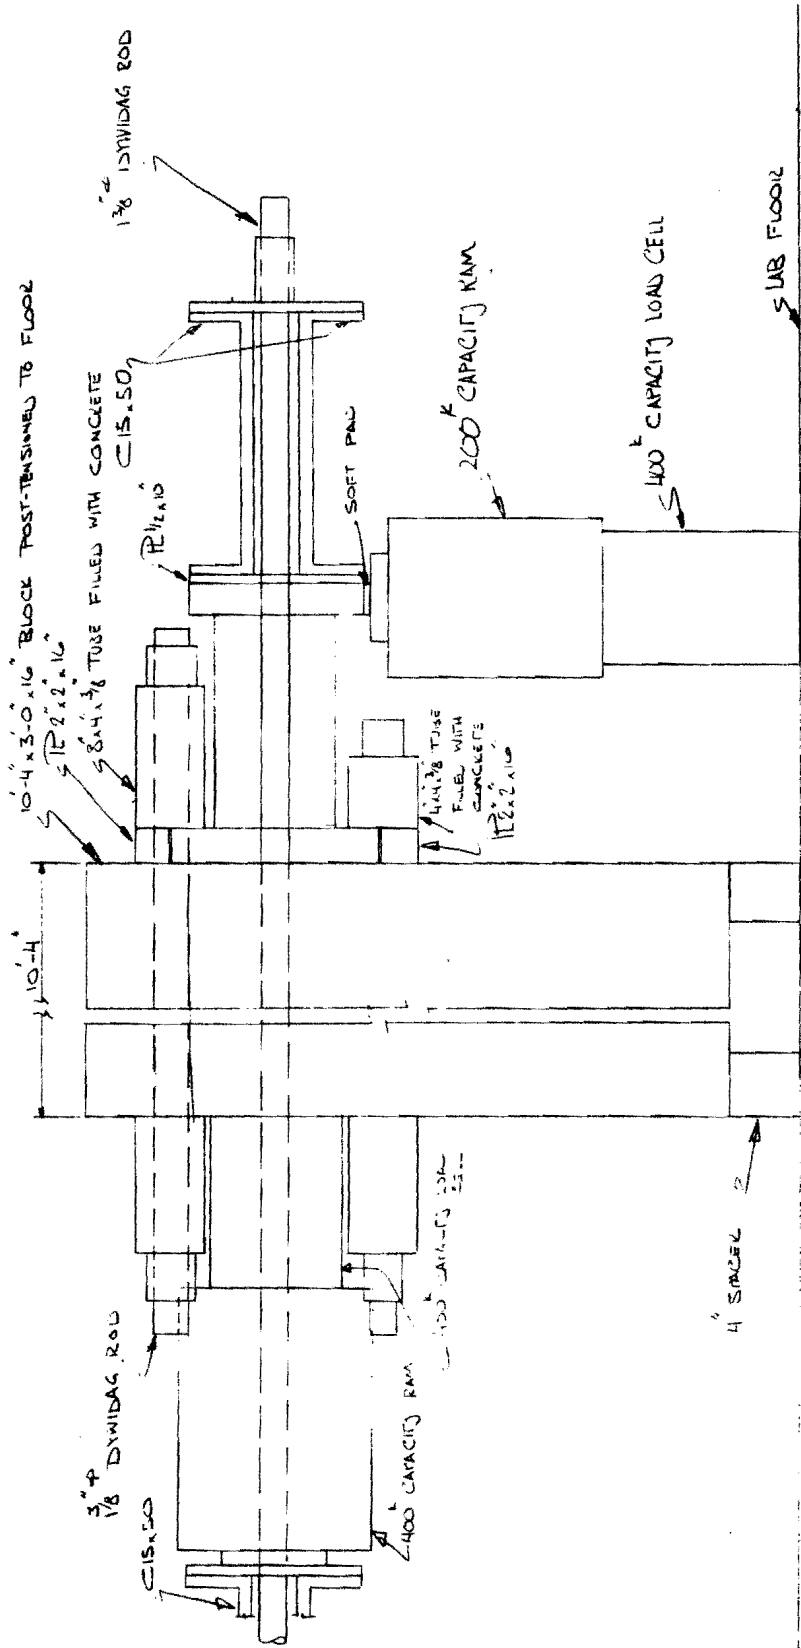 10'-4" x 3'-0" x 16" BLOCK POST-TENSIONED TO FLOOR
PL 2" x 2" x 16"
8x4x3/8 TUBE FILLED WITH CONCRETE
C15x50
1 3/8" φ DYWIDAG ROD
PL 1/2 x 10"
SOFT PAD
200K CAPACITY RAM
400K CAPACITY LOAD CELL
LAB FLOOR
10'-4"
4x4x3/8 TUBE
FILLED WITH
CONCRETE
PL 2" x 2" x 16"
4" SPACER
1 3/8" φ DYWIDAG ROD
C15x50
400K CAPACITY RAM